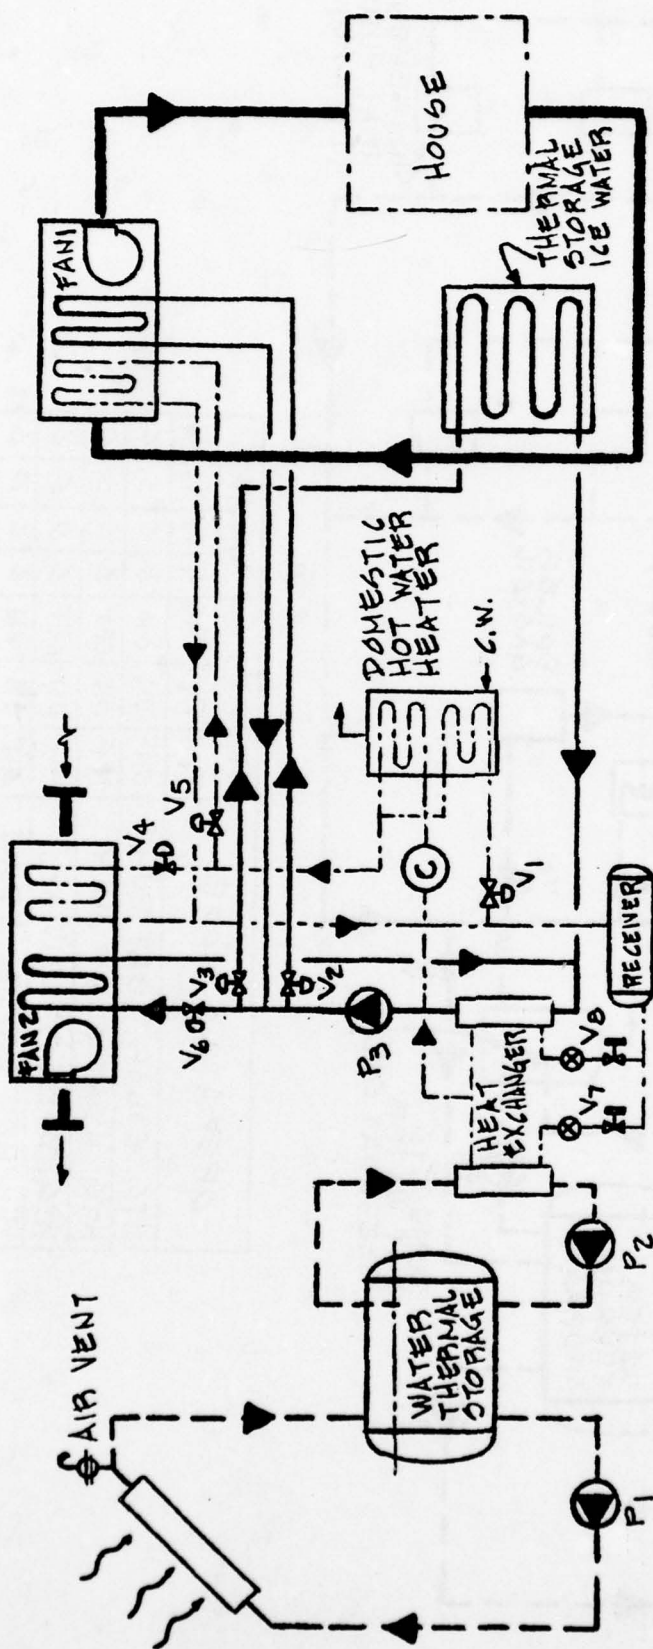 AIR VENT
P1
WATER
THERMAL
STORAGE
P2
HEAT
EXCHANGER
V7
V8
RECEIVER
P3
FAN2
V6
V3
V2
V4
V5
C
V1
DOMESTIC
HOT WATER
HEATER
C.W.
FAN1
THERMAL
STORAGE
ICE WATER
HOUSE